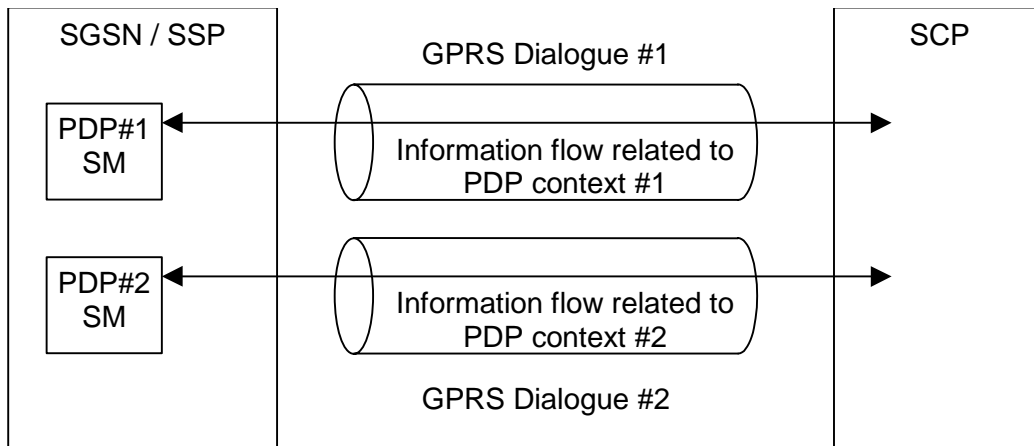 SGSN / SSP
GPRS Dialogue #1
SCP
PDP#1
SM
Information flow related to
PDP context #1
PDP#2
SM
Information flow related to
PDP context #2
GPRS Dialogue #2